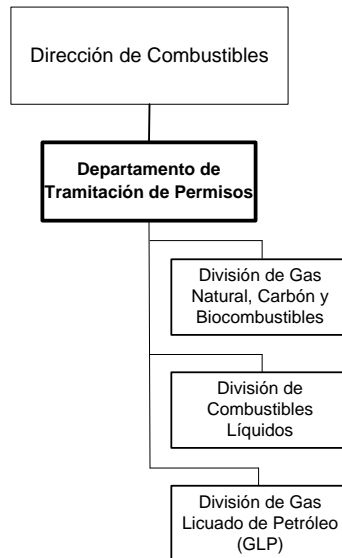 Dirección de Combustibles
Departamento de
Tramitación de Permisos
División de Gas
Natural, Carbón y
Biocombustibles
División de
Combustibles
Líquidos
División de Gas
Licuado de Petróleo
(GLP)